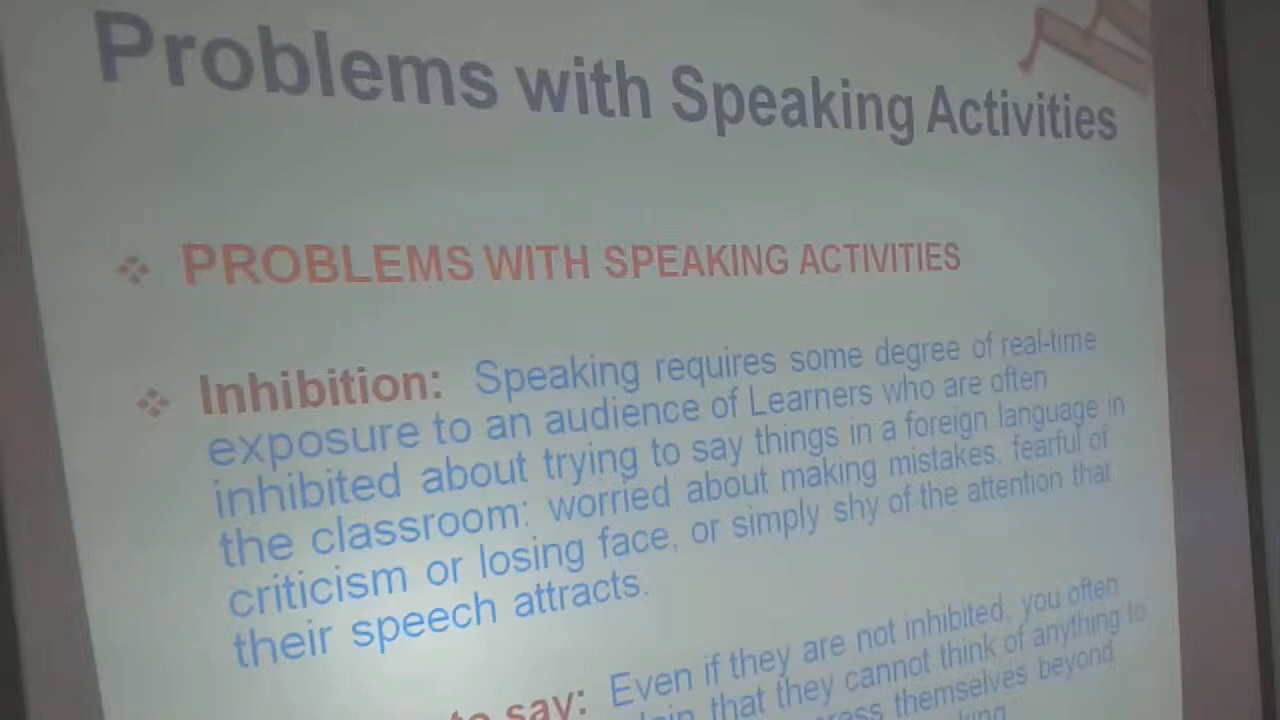 Problems with Speaking Activities
PROBLEMS WITH SPEAKING ACTIVITIES
Inhibition: Speaking requires some degree of real-time
exposure to an audience of Learners who are often
inhibited about trying to say things in a foreign language in
the classroom: worried about making mistakes, fearful of
criticism or losing face, or simply shy of the attention that
their speech attracts.
to say: Even if they are not inhibited, you often
that they cannot think of anything to
themselves beyond